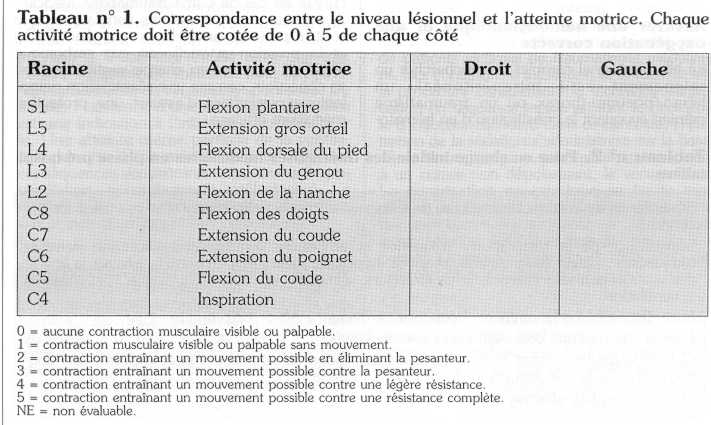 Tableau n° 1. Correspondance entre le niveau lésionnel et l'atteinte motrice. Chaque
activité motrice doit être cotée de 0 à 5 de chaque côté
Racine Activité motrice Droit Gauche
S1 Flexion plantaire
L5 Extension gros orteil
L4 Flexion dorsale du pied
L3 Extension du genou
L2 Flexion de la hanche
C8 Flexion des doigts
C7 Extension du coude
C6 Extension du poignet
C5 Flexion du coude
C4 Inspiration
0 = aucune contraction musculaire visible ou palpable.
1 = contraction musculaire visible ou palpable sans mouvement.
2 = contraction entraînant un mouvement possible en éliminant la pesanteur.
3 = contraction entraînant un mouvement possible contre la pesanteur.
4 = contraction entraînant un mouvement possible contre une légère résistance.
5 = contraction entraînant un mouvement possible contre une résistance complète.
NE = non évaluable.